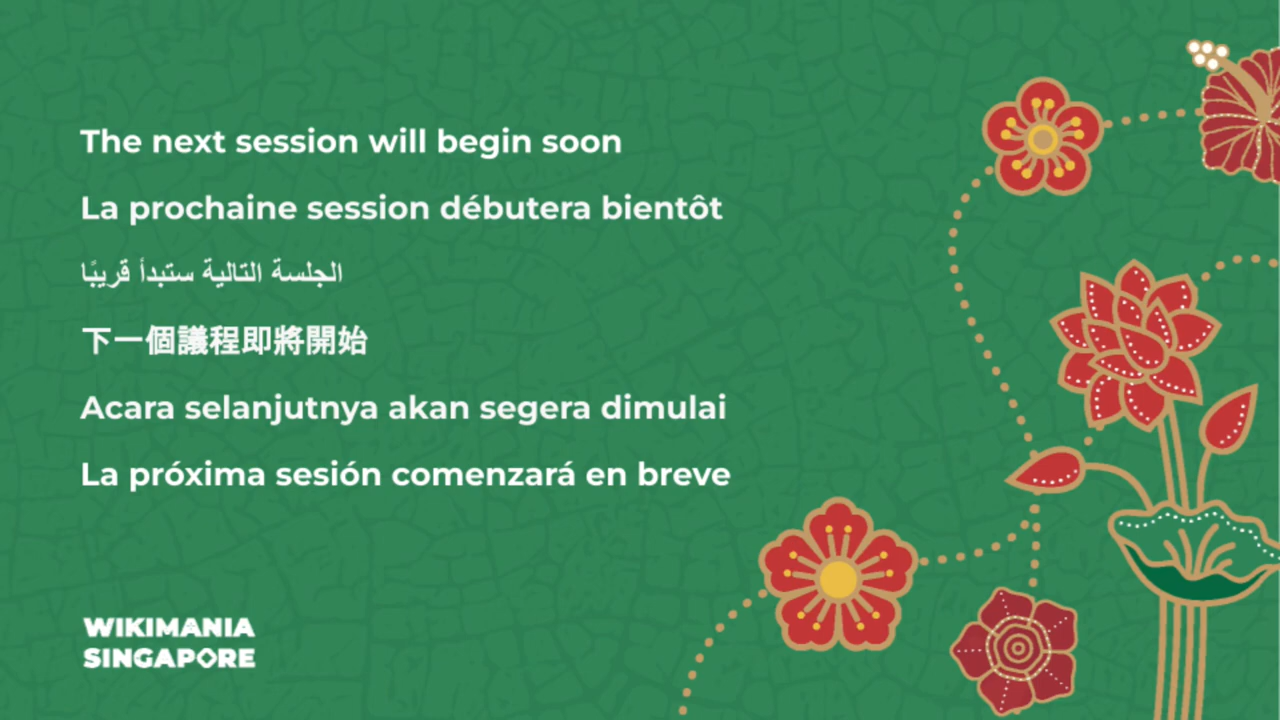 The next session will begin soon
La prochaine session débutera bientôt
الجلسة التالية ستبدأ قريبًا
下一個議程即將開始
Acara selanjutnya akan segera dimulai
La próxima sesión comenzará en breve
WIKIMANIA
SINGAPORE